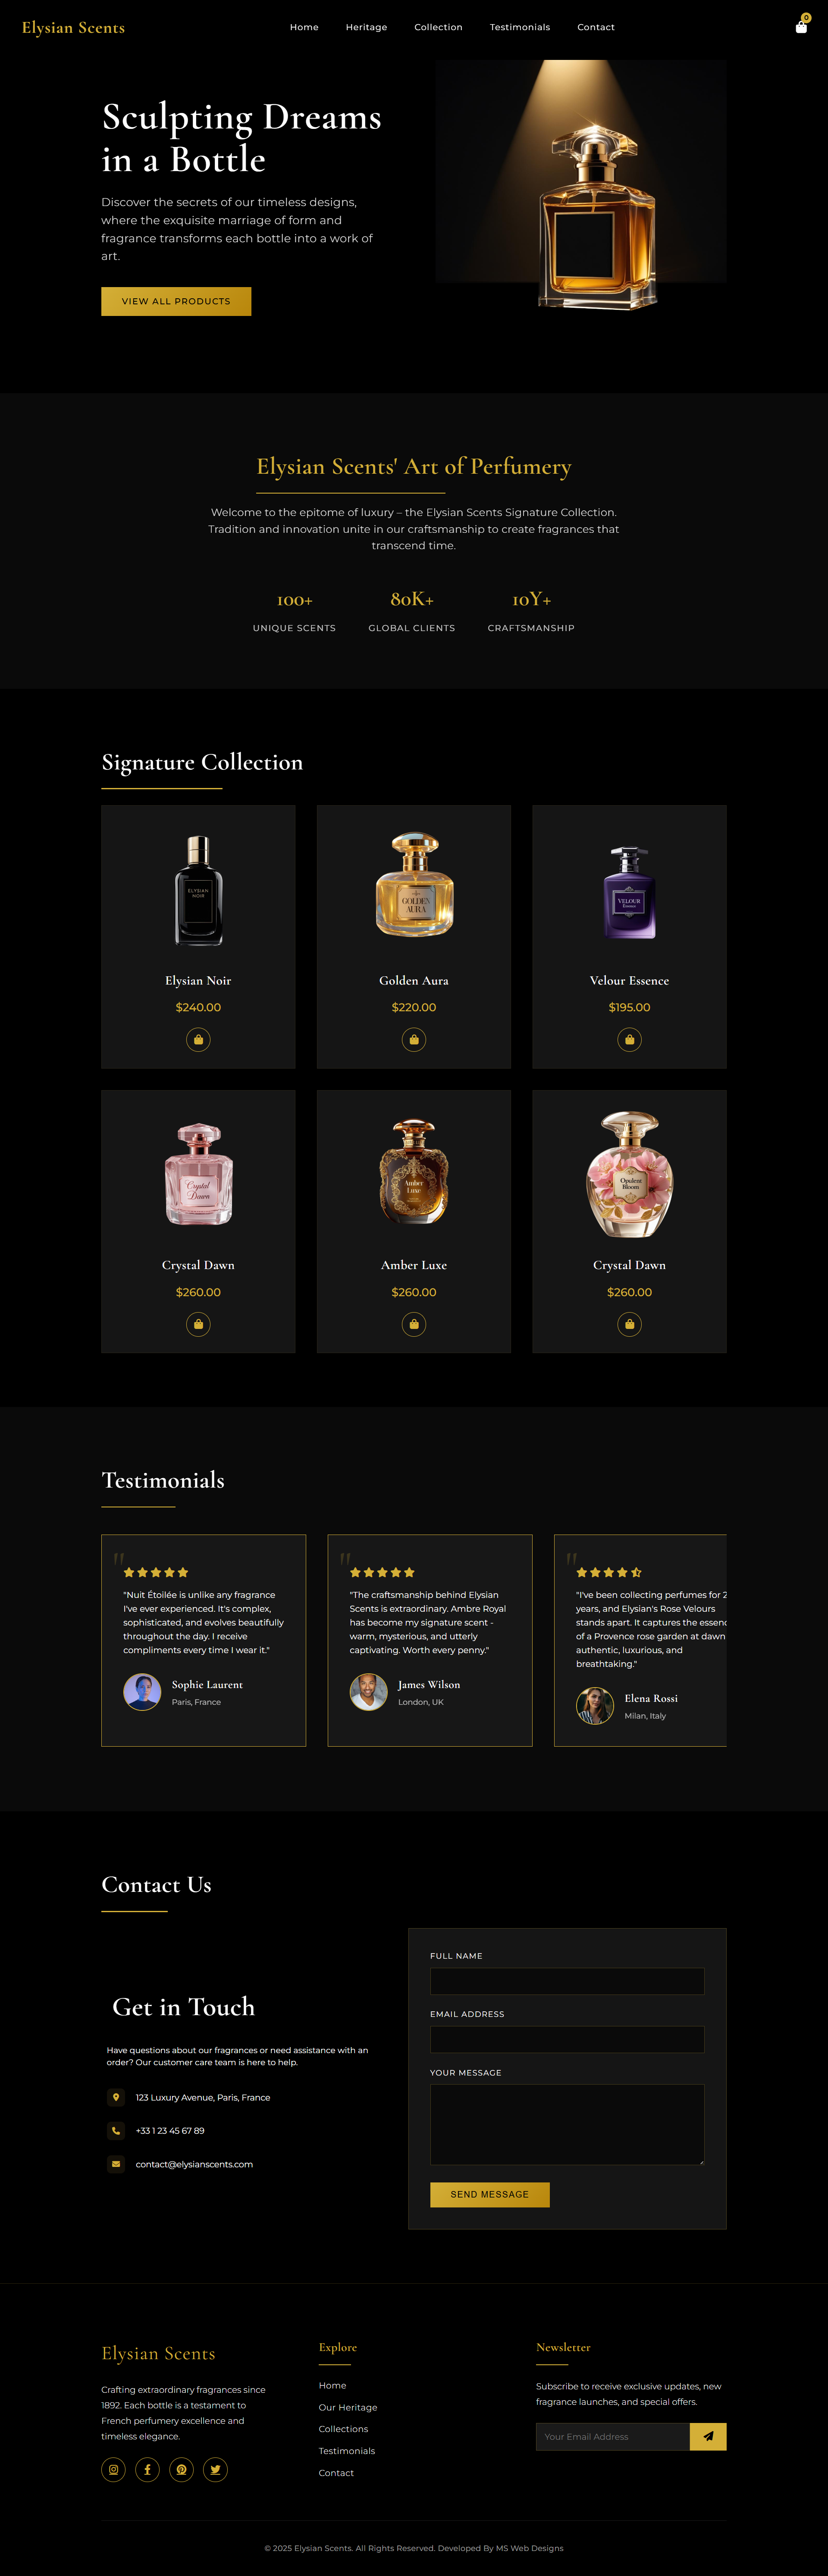 Elysian Scents
Home
Heritage
Collection
Testimonials
Contact
0
Sculpting Dreams
in a Bottle
Discover the secrets of our timeless designs,
where the exquisite marriage of form and
fragrance transforms each bottle into a work of
art.
VIEW ALL PRODUCTS
Elysian Scents' Art of Perfumery
Welcome to the epitome of luxury – the Elysian Scents Signature Collection.
Tradition and innovation unite in our craftsmanship to create fragrances that
transcend time.
100+
80K+
10Y+
UNIQUE SCENTS
GLOBAL CLIENTS
CRAFTSMANSHIP
Signature Collection
ELYSIAN
NOIR
GOLDEN
AURA
VELOUR
Essence
Elysian Noir
Golden Aura
Velour Essence
$240.00
$220.00
$195.00
Crystal
Dawn
Amber
Luxe
Opulent
Bloom
Crystal Dawn
Amber Luxe
Crystal Dawn
$260.00
$260.00
$260.00
Testimonials
"
"Nuit Étoilée is unlike any fragrance
I've ever experienced. It's complex,
sophisticated, and evolves beautifully
throughout the day. I receive
compliments every time I wear it."
Sophie Laurent
Paris, France
"
"The craftsmanship behind Elysian
Scents is extraordinary. Ambre Royal
has become my signature scent -
warm, mysterious, and utterly
captivating. Worth every penny."
James Wilson
London, UK
"
"I've been collecting perfumes for 2
years, and Elysian's Rose Velours
stands apart. It captures the essenc
of a Provence rose garden at dawn
authentic, luxurious, and
breathtaking."
Elena Rossi
Milan, Italy
Contact Us
Get in Touch
Have questions about our fragrances or need assistance with an
order? Our customer care team is here to help.
123 Luxury Avenue, Paris, France
+33 1 23 45 67 89
contact@elysianscents.com
FULL NAME
EMAIL ADDRESS
YOUR MESSAGE
SEND MESSAGE
Elysian Scents
Crafting extraordinary fragrances since
1892. Each bottle is a testament to
French perfumery excellence and
timeless elegance.
Explore
Home
Our Heritage
Collections
Testimonials
Contact
Newsletter
Subscribe to receive exclusive updates, new
fragrance launches, and special offers.
Your Email Address
© 2025 Elysian Scents. All Rights Reserved. Developed By MS Web Designs